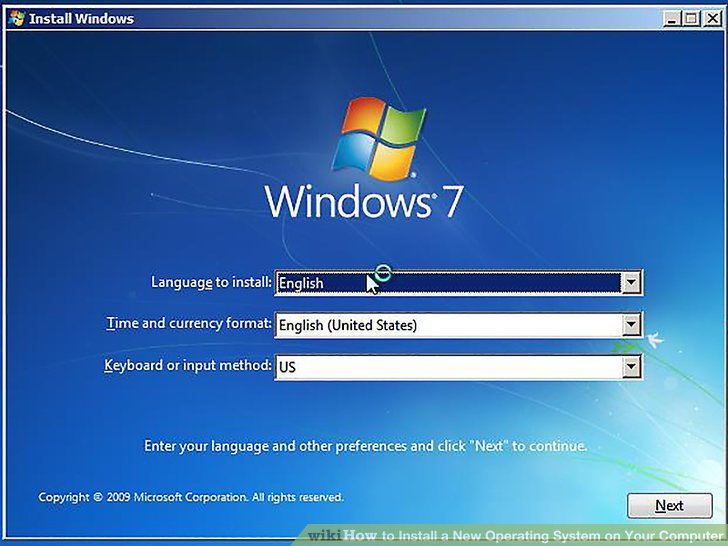 Install Windows
Windows 7
Language to install: English
Time and currency format: English (United States)
Keyboard or input method: US
Enter your language and other preferences and click "Next" to continue.
Copyright © 2009 Microsoft Corporation. All rights reserved.
Next
wikiHow to Install a New Operating System on Your Computer